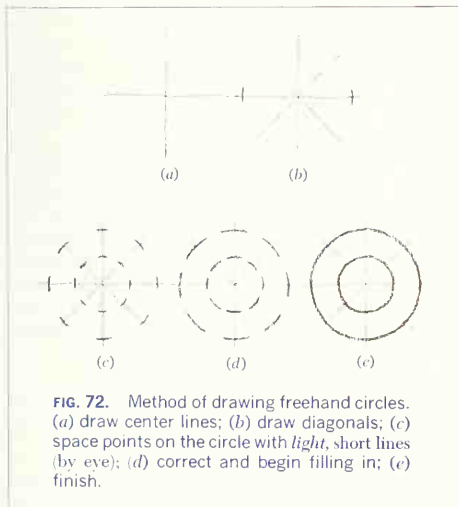 (a)
(b)
(c)
(d)
(e)
FIG. 72. Method of drawing freehand circles.
(a) draw center lines; (b) draw diagonals; (c)
space points on the circle with light, short lines
(by eye); (d) correct and begin filling in; (e)
finish.